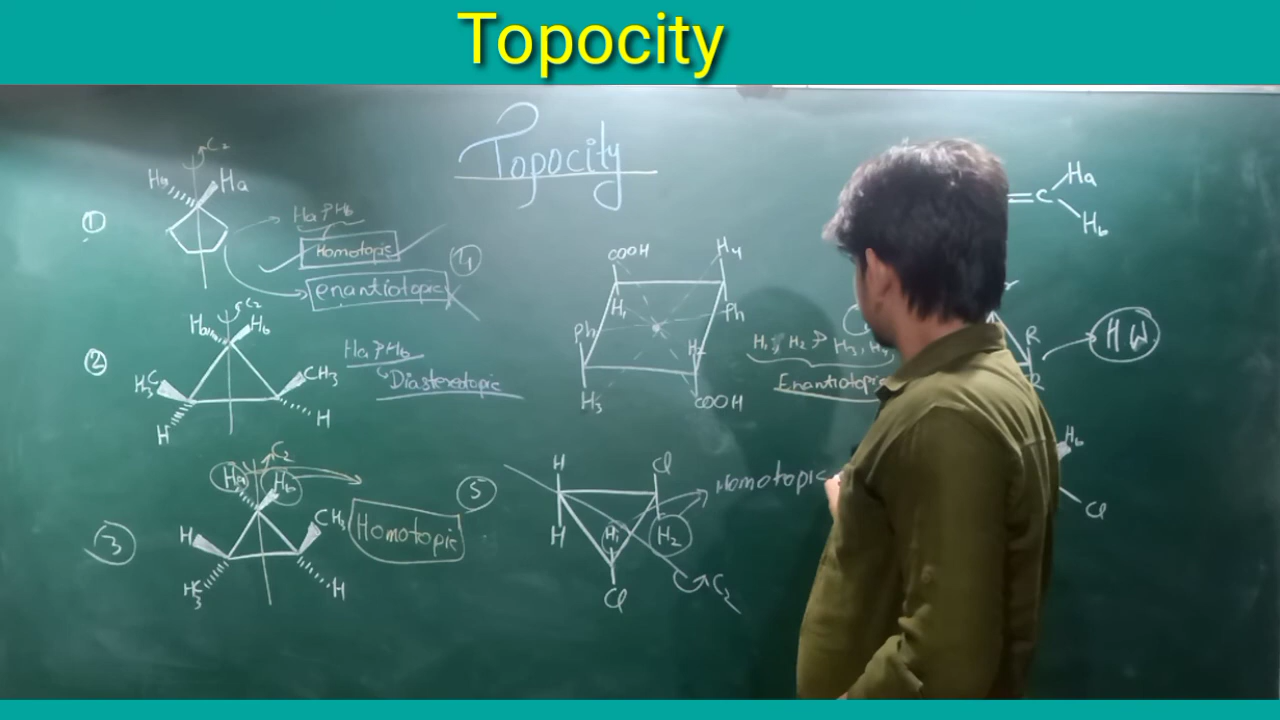 Topocity
Topocity
C2
Ha
①
Ha > Hb
Homotopic
enantiotopic
②
C2
Ha Hb
H3C
CH3
H
H
Ha > Hb
Diastereotopic
③
C2
Ha Hb
H
CH3
H3C
H
Homotopic
4
COOH
H4
H1
Ph
Ph
H2
H3
COOH
H1, H2 > H3, H4
Enantiotopic
5
H
Cl
H
H1
H2
Cl
C2
Homotopic
=C
Ha
Hb
R
R
HW
Hb
Cl